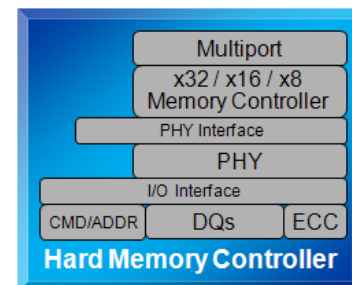 Multiport
x32 / x16 / x8
Memory Controller
PHY Interface
PHY
I/O Interface
CMD/ADDR DQs ECC
Hard Memory Controller